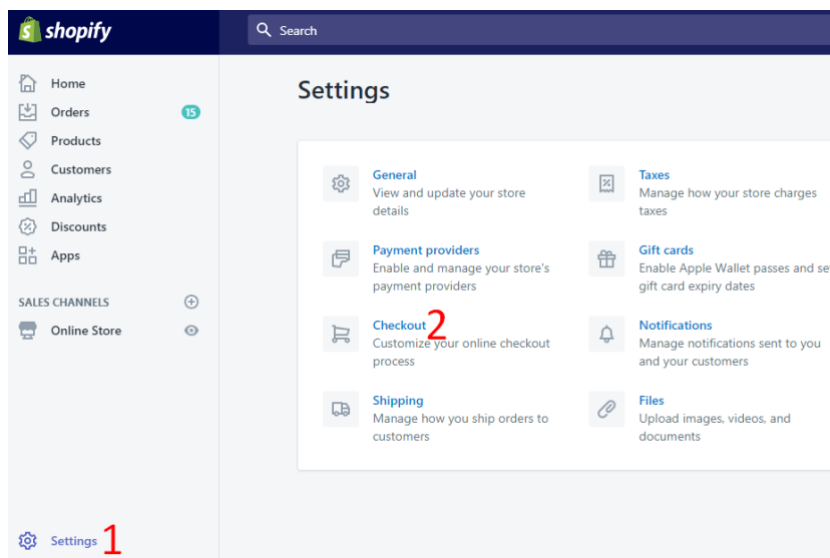 shopify
Search
Home
Orders 15
Products
Customers
Analytics
Discounts
Apps
SALES CHANNELS
Online Store
Settings 1
Settings
General
View and update your store
details
Payment providers
Enable and manage your store's
payment providers
Checkout 2
Customize your online checkout
process
Shipping
Manage how you ship orders to
customers
Taxes
Manage how your store charges
taxes
Gift cards
Enable Apple Wallet passes and se
gift card expiry dates
Notifications
Manage notifications sent to you
and your customers
Files
Upload images, videos, and
documents